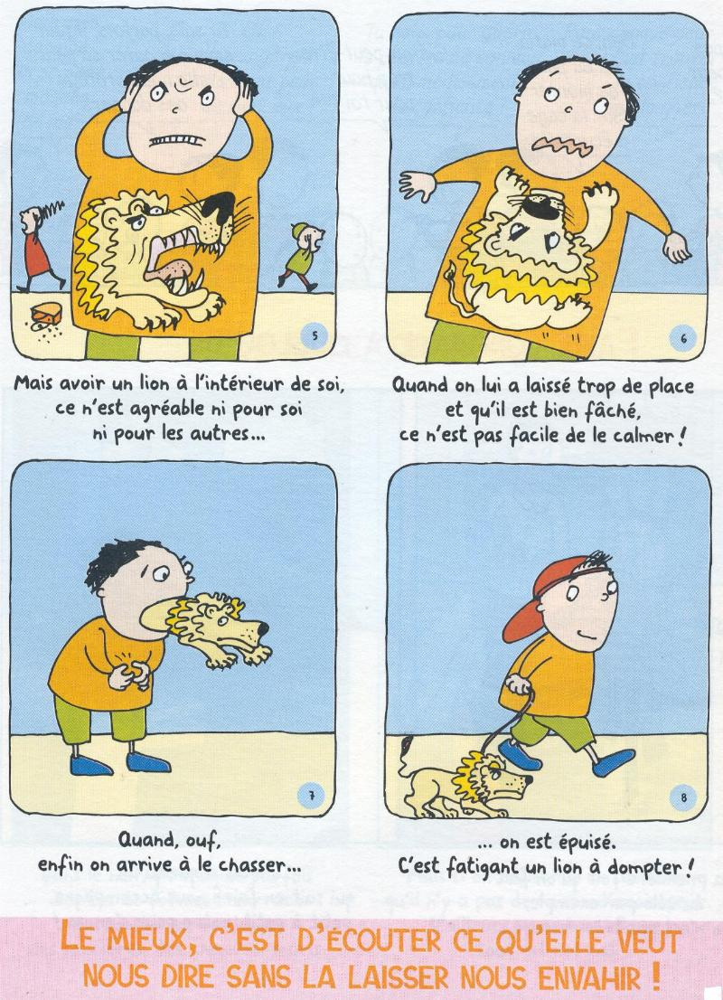 5
Mais avoir un lion à l'intérieur de soi,
ce n'est agréable ni pour soi
ni pour les autres...
6
Quand on lui a laissé trop de place
et qu'il est bien fâché,
ce n'est pas facile de le calmer !
7
Quand, ouf,
enfin on arrive à le chasser...
8
... on est épuisé.
C'est fatigant un lion à dompter !
LE MIEUX, C'EST D'ÉCOUTER CE QU'ELLE VEUT
NOUS DIRE SANS LA LAISSER NOUS ENVAHIR !